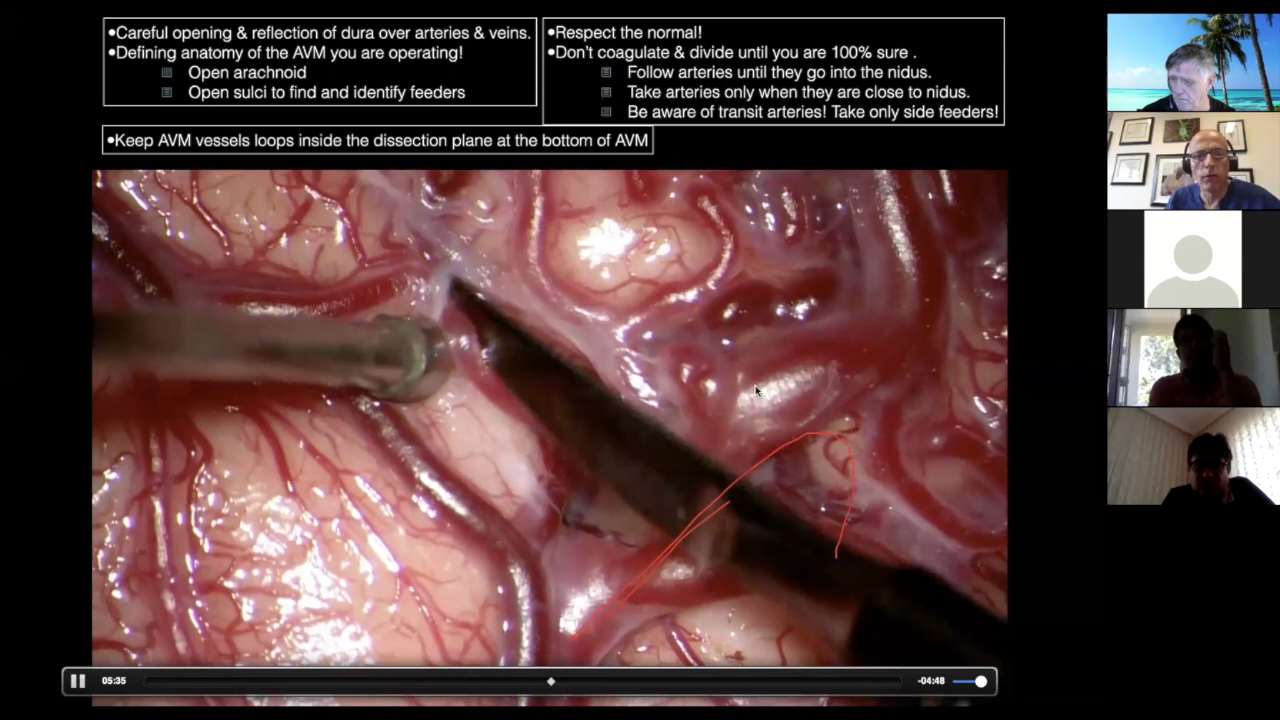 •Careful opening & reflection of dura over arteries & veins.
•Defining anatomy of the AVM you are operating!
Open arachnoid
Open sulci to find and identify feeders
•Respect the normal!
•Don't coagulate & divide until you are 100% sure .
Follow arteries until they go into the nidus.
Take arteries only when they are close to nidus.
Be aware of transit arteries! Take only side feeders!
•Keep AVM vessels loops inside the dissection plane at the bottom of AVM
05:35
-04:48